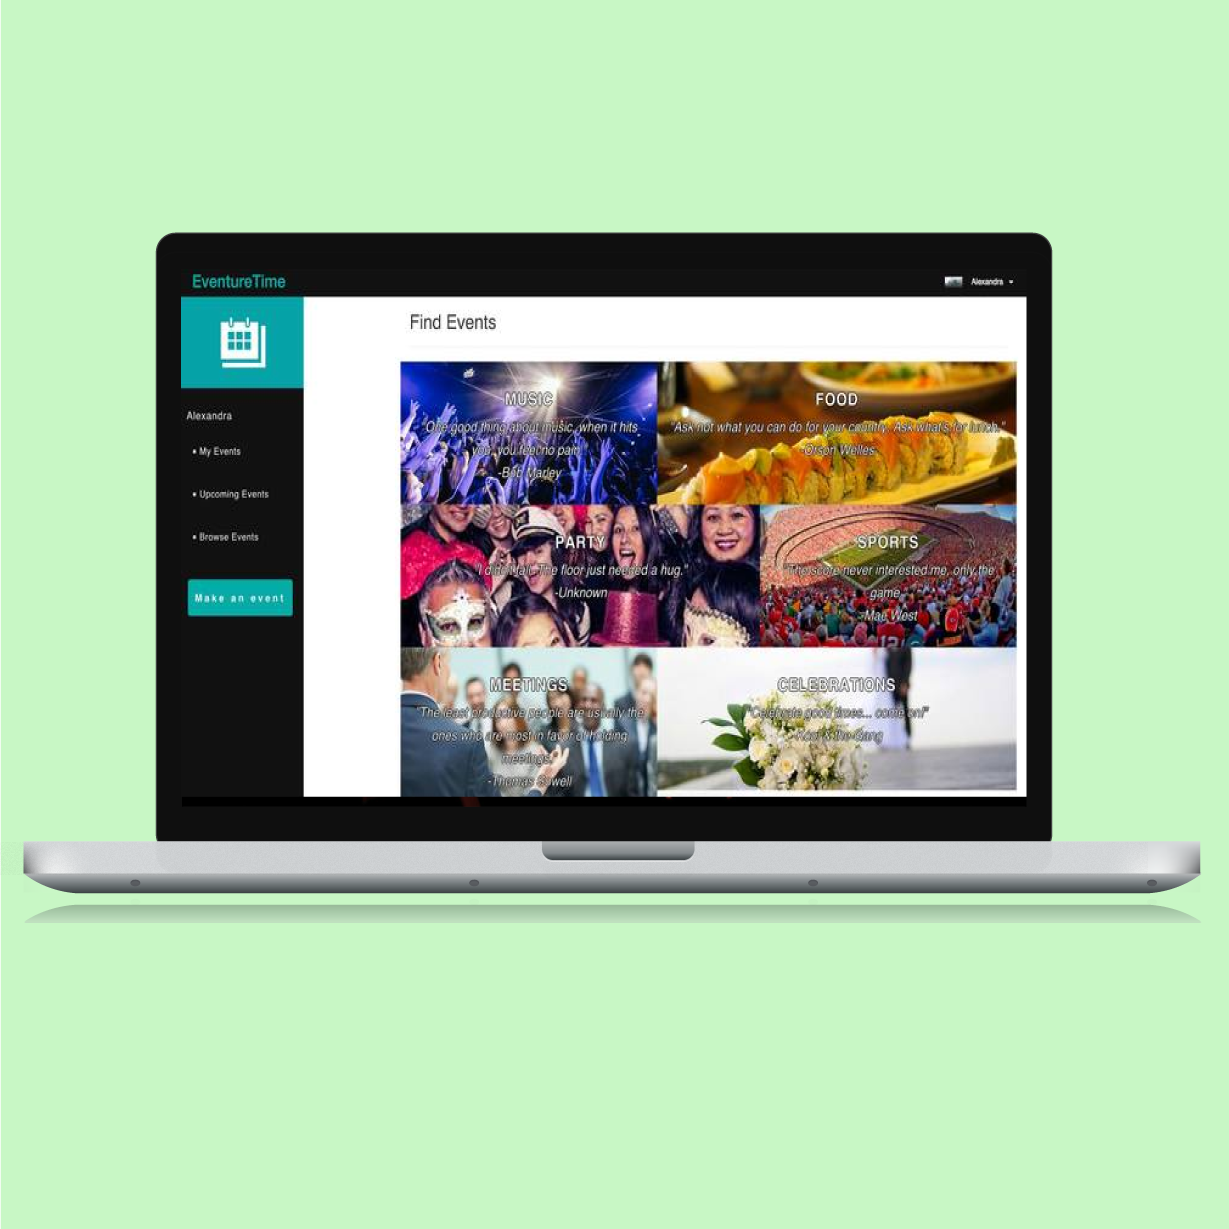 EventureTime
Alexandra
Find Events
Alexandra
• My Events
• Upcoming Events
• Browse Events
Make an event
MUSIC
"One good thing about music, when it hits
you, you feel no pain."
-Bob Marley
FOOD
"Ask not what you can do for your country. Ask what's for lunch."
-Orson Welles
PARTY
"I didn't fall. The floor just needed a hug."
-Unknown
SPORTS
"The score never interested me, only the
game."
-Mae West
MEETINGS
"The least productive people are usually the
ones who are most in favor of holding
meetings."
-Thomas Sowell
CELEBRATIONS
"Celebrate good times... come on!"
-Kool & the Gang